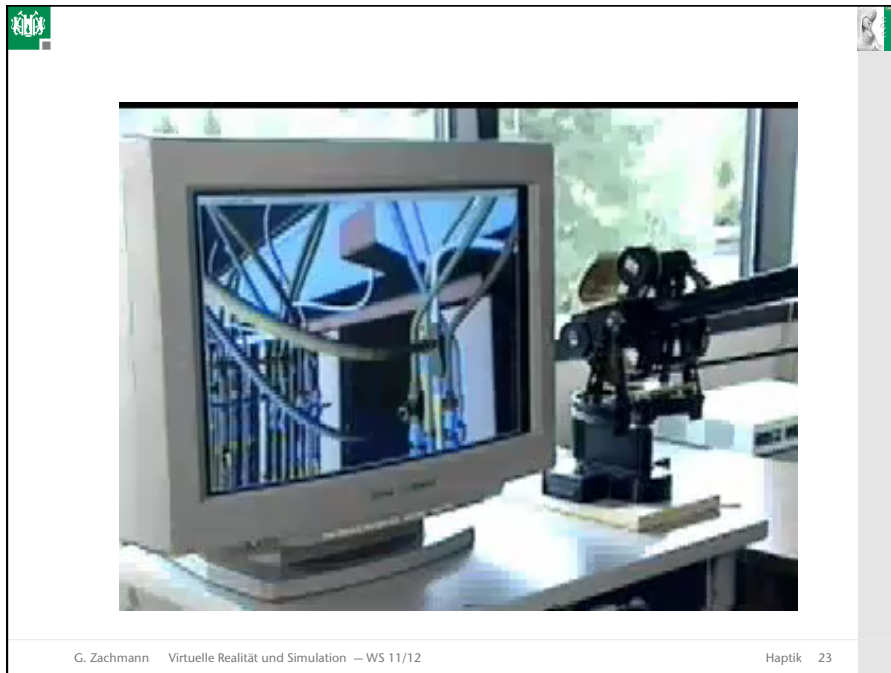 G. Zachmann Virtuelle Realität und Simulation — WS 11/12
Haptik 23